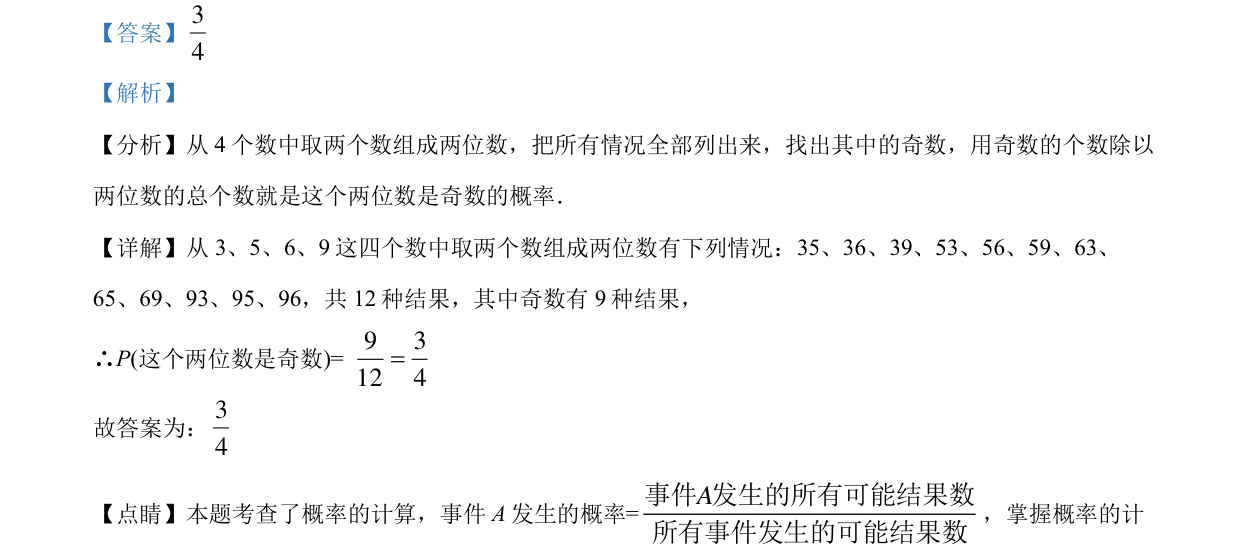 【答案】3/4
【解析】
【分析】从 4 个数中取两个数组成两位数，把所有情况全部列出来，找出其中的奇数，用奇数的个数除以
两位数的总个数就是这个两位数是奇数的概率．
【详解】从 3、5、6、9 这四个数中取两个数组成两位数有下列情况：35、36、39、53、56、59、63、
65、69、93、95、96，共 12 种结果，其中奇数有 9 种结果，
∴P(这个两位数是奇数)= 9/12 = 3/4
故答案为：3/4
【点睛】本题考查了概率的计算，事件 A 发生的概率=事件A发生的所有可能结果数/所有事件发生的可能结果数，掌握概率的计